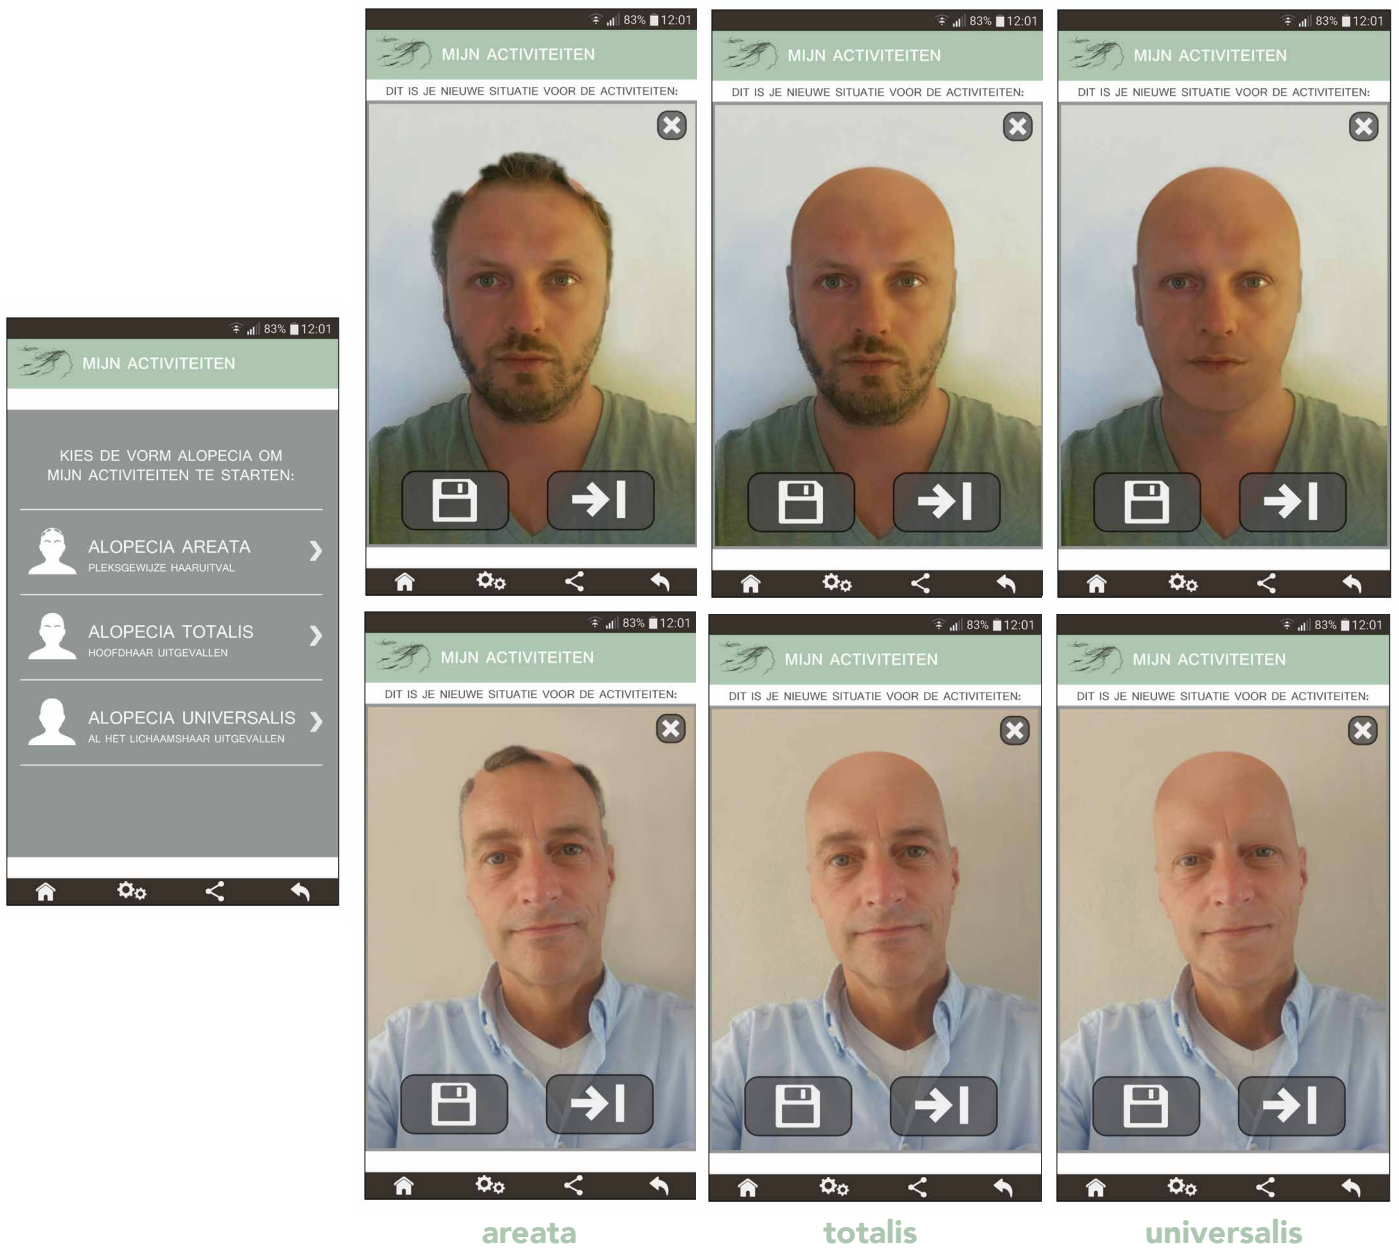 83% 12:01
MIJN ACTIVITEITEN
KIES DE VORM ALOPECIA OM
MIJN ACTIVITEITEN TE STARTEN:
ALOPECIA AREATA
PLEKSGEWIJZE HAARUITVAL
ALOPECIA TOTALIS
HOOFDHAAR UITGEVALLEN
ALOPECIA UNIVERSALIS
AL HET LICHAAMSHAAR UITGEVALLEN
83% 12:01
MIJN ACTIVITEITEN
DIT IS JE NIEUWE SITUATIE VOOR DE ACTIVITEITEN:
83% 12:01
MIJN ACTIVITEITEN
DIT IS JE NIEUWE SITUATIE VOOR DE ACTIVITEITEN:
83% 12:01
MIJN ACTIVITEITEN
DIT IS JE NIEUWE SITUATIE VOOR DE ACTIVITEITEN:
83% 12:01
MIJN ACTIVITEITEN
DIT IS JE NIEUWE SITUATIE VOOR DE ACTIVITEITEN:
83% 12:01
MIJN ACTIVITEITEN
DIT IS JE NIEUWE SITUATIE VOOR DE ACTIVITEITEN:
83% 12:01
MIJN ACTIVITEITEN
DIT IS JE NIEUWE SITUATIE VOOR DE ACTIVITEITEN:
areata
totalis
universalis